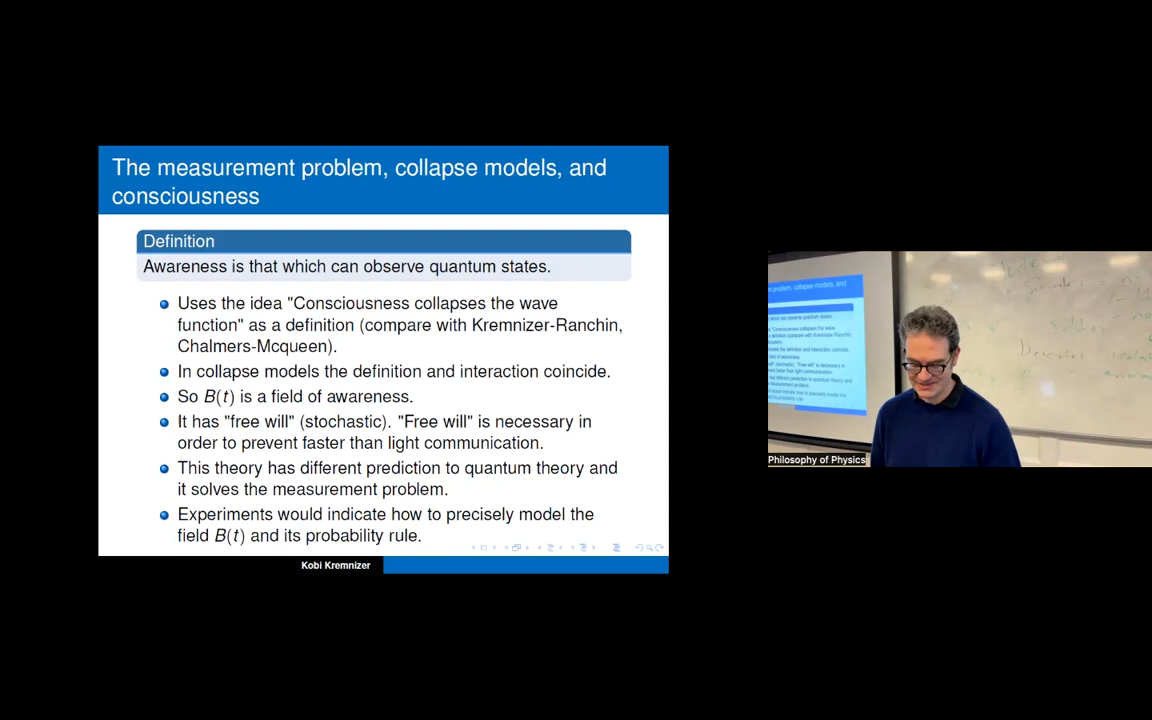 The measurement problem, collapse models, and
consciousness
Definition
Awareness is that which can observe quantum states.
Uses the idea "Consciousness collapses the wave
function" as a definition (compare with Kremnizer-Ranchin,
Chalmers-Mcqueen).
In collapse models the definition and interaction coincide.
So B(t) is a field of awareness.
It has "free will" (stochastic). "Free will" is necessary in
order to prevent faster than light communication.
This theory has different prediction to quantum theory and
it solves the measurement problem.
Experiments would indicate how to precisely model the
field B(t) and its probability rule.
Kobi Kremnizer
Philosophy of Physics